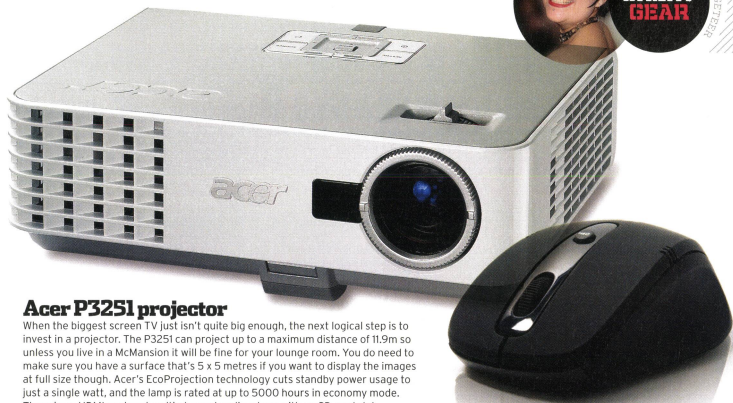 GEAR
GETEER
acer
acer
Acer P3251 projector
When the biggest screen TV just isn't quite big enough, the next logical step is to
invest in a projector. The P3251 can project up to a maximum distance of 11.9m so
unless you live in a McMansion it will be fine for your lounge room. You do need to
make sure you have a surface that's 5 x 5 metres if you want to display the images
at full size though. Acer's EcoProjection technology cuts standby power usage to
just a single watt, and the lamp is rated at up to 5000 hours in economy mode.